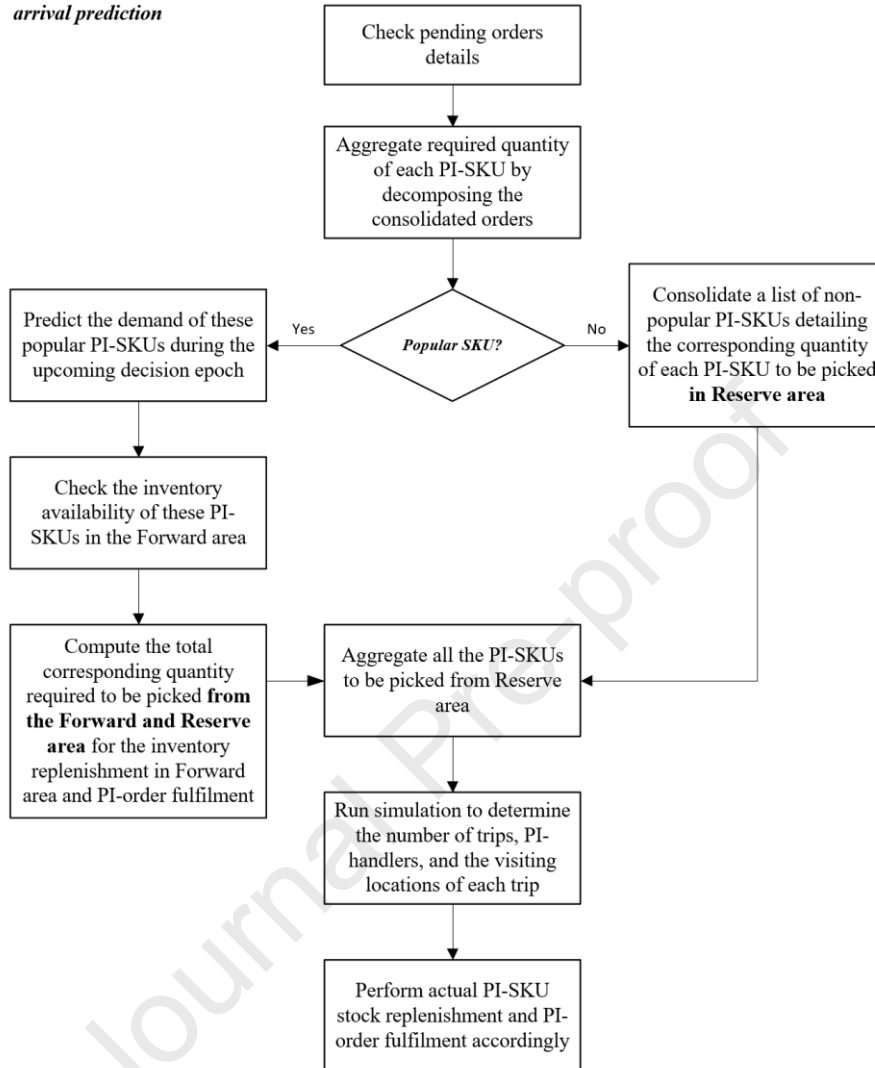 arrival prediction
Check pending orders
details
Aggregate required quantity
of each PI-SKU by
decomposing the
consolidated orders
Popular SKU?
Yes
No
Predict the demand of these
popular PI-SKUs during the
upcoming decision epoch
Consolidate a list of non-
popular PI-SKUs detailing
the corresponding quantity
of each PI-SKU to be picked
in Reserve area
Check the inventory
availability of these PI-
SKUs in the Forward area
Compute the total
corresponding quantity
required to be picked from
the Forward and Reserve
area for the inventory
replenishment in Forward
area and PI-order fulfilment
Aggregate all the PI-SKUs
to be picked from Reserve
area
Run simulation to determine
the number of trips, PI-
handlers, and the visiting
locations of each trip
Perform actual PI-SKU
stock replenishment and PI-
order fulfilment accordingly
Journal Pre-proof